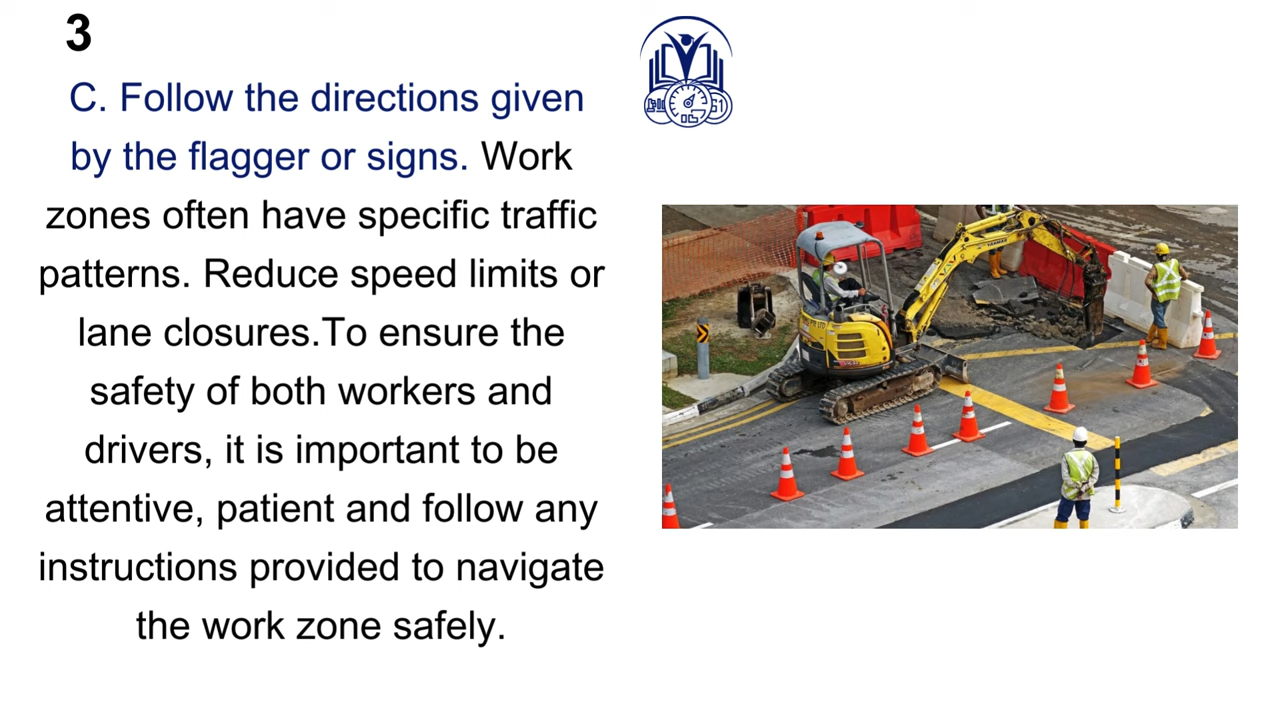 3
C. Follow the directions given
by the flagger or signs. Work
zones often have specific traffic
patterns. Reduce speed limits or
lane closures.To ensure the
safety of both workers and
drivers, it is important to be
attentive, patient and follow any
instructions provided to navigate
the work zone safely.